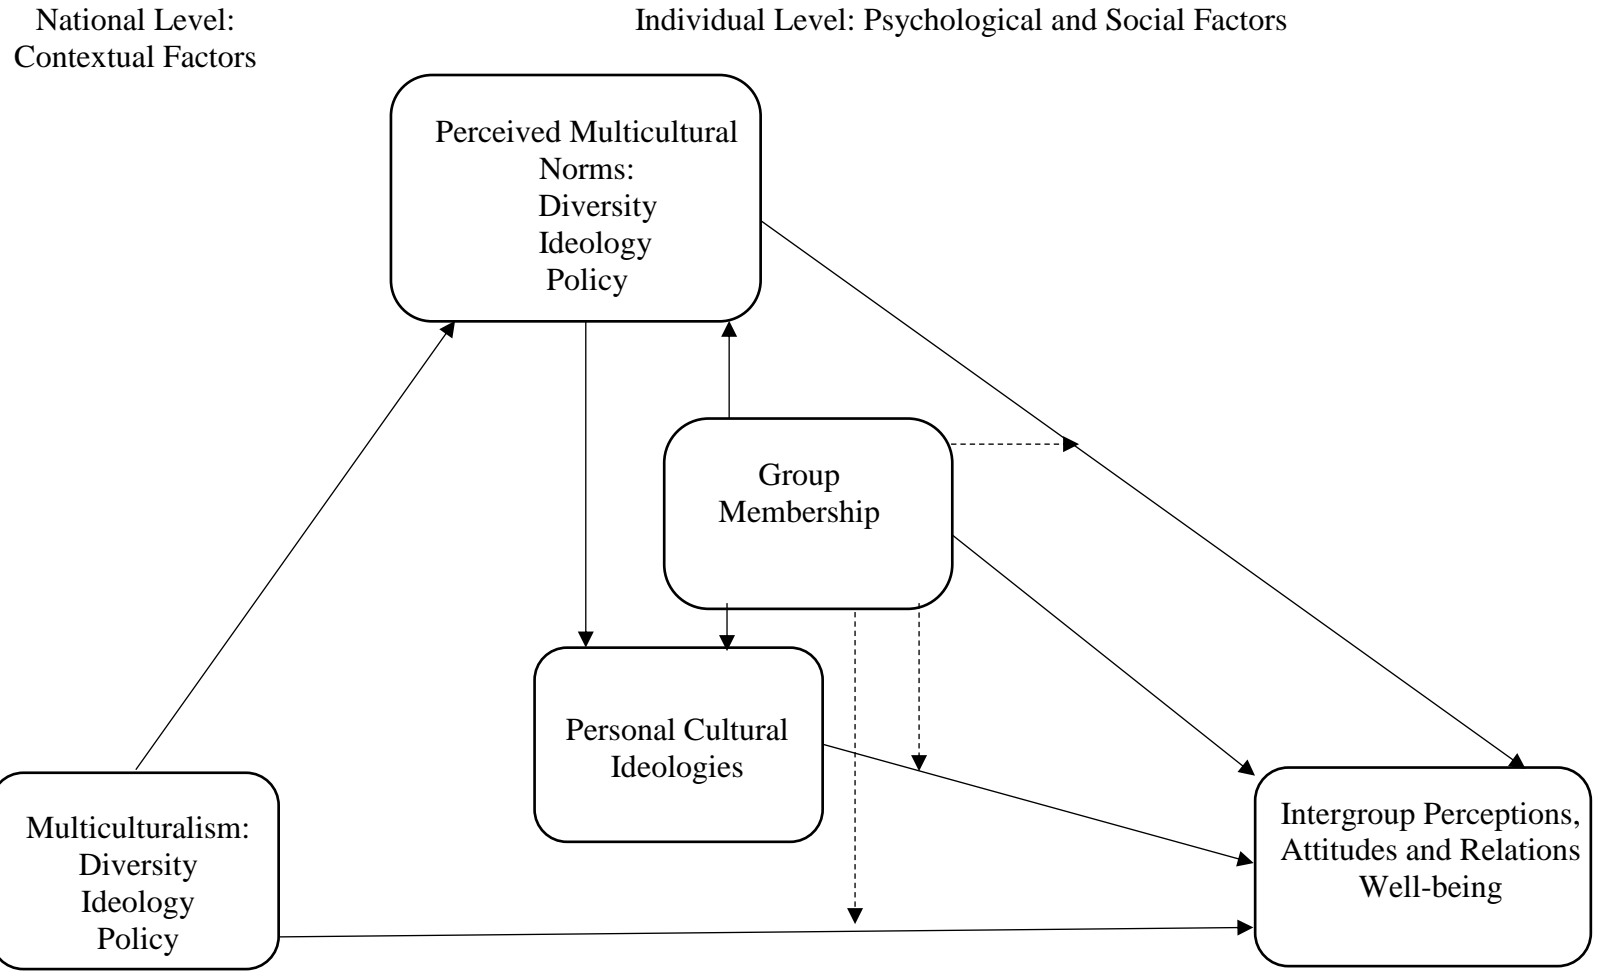 National Level:
Contextual Factors
Individual Level: Psychological and Social Factors
Perceived Multicultural
Norms:
Diversity
Ideology
Policy
Group
Membership
Personal Cultural
Ideologies
Multiculturalism:
Diversity
Ideology
Policy
Intergroup Perceptions,
Attitudes and Relations
Well-being